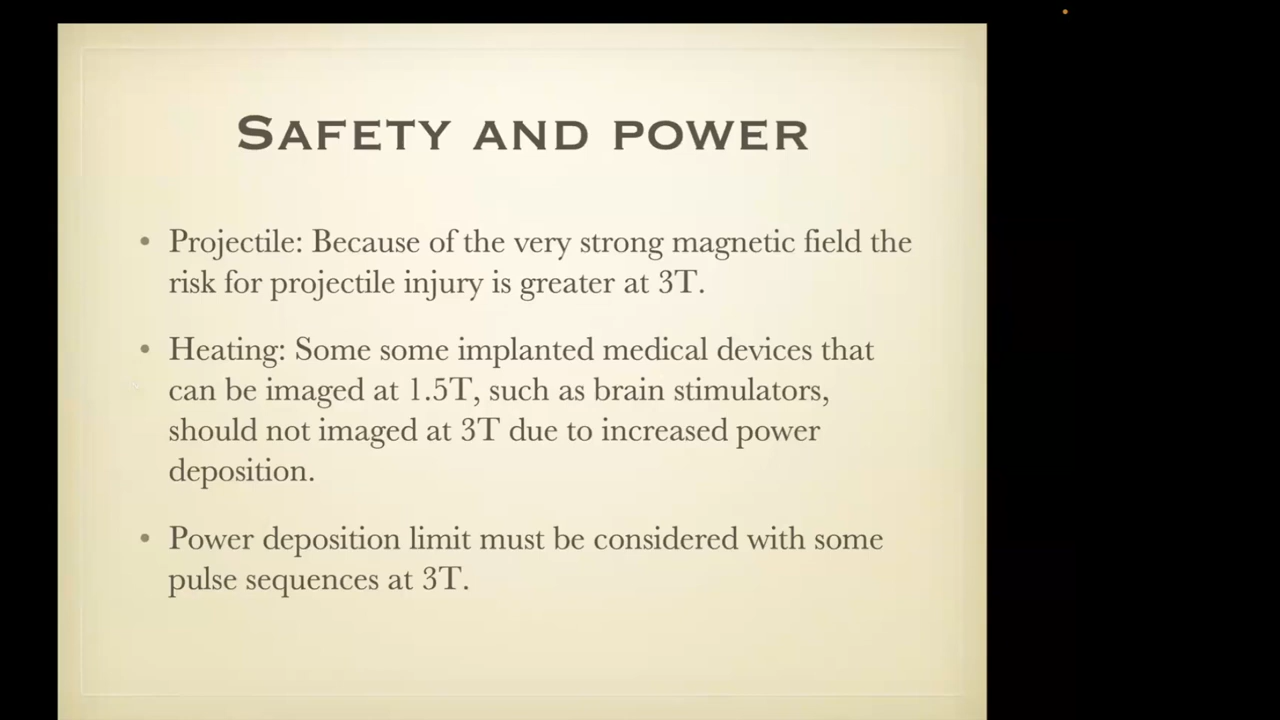 Safety and power
• Projectile: Because of the very strong magnetic field the
risk for projectile injury is greater at 3T.
• Heating: Some some implanted medical devices that
can be imaged at 1.5T, such as brain stimulators,
should not imaged at 3T due to increased power
deposition.
• Power deposition limit must be considered with some
pulse sequences at 3T.